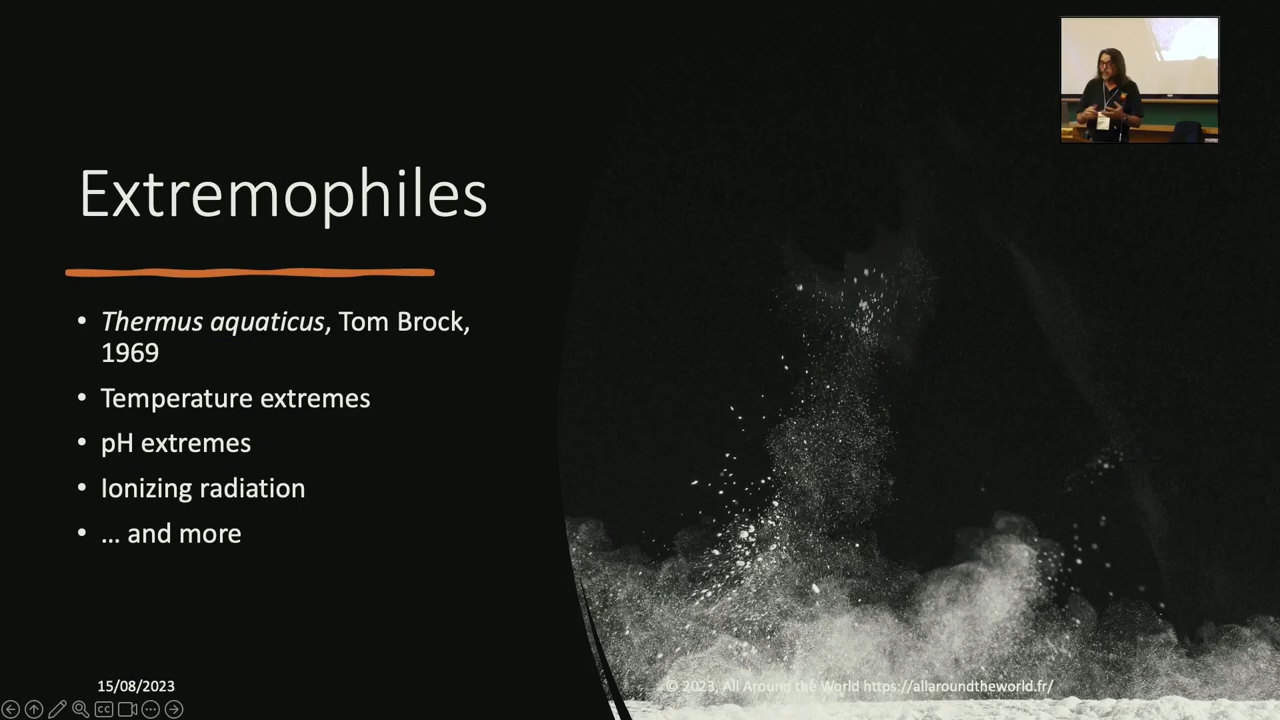 Extremophiles
• Thermus aquaticus, Tom Brock,
1969
• Temperature extremes
• pH extremes
• Ionizing radiation
• ... and more
15/08/2023
© 2023, All Around the World https://allaroundtheworld.fr/
CC